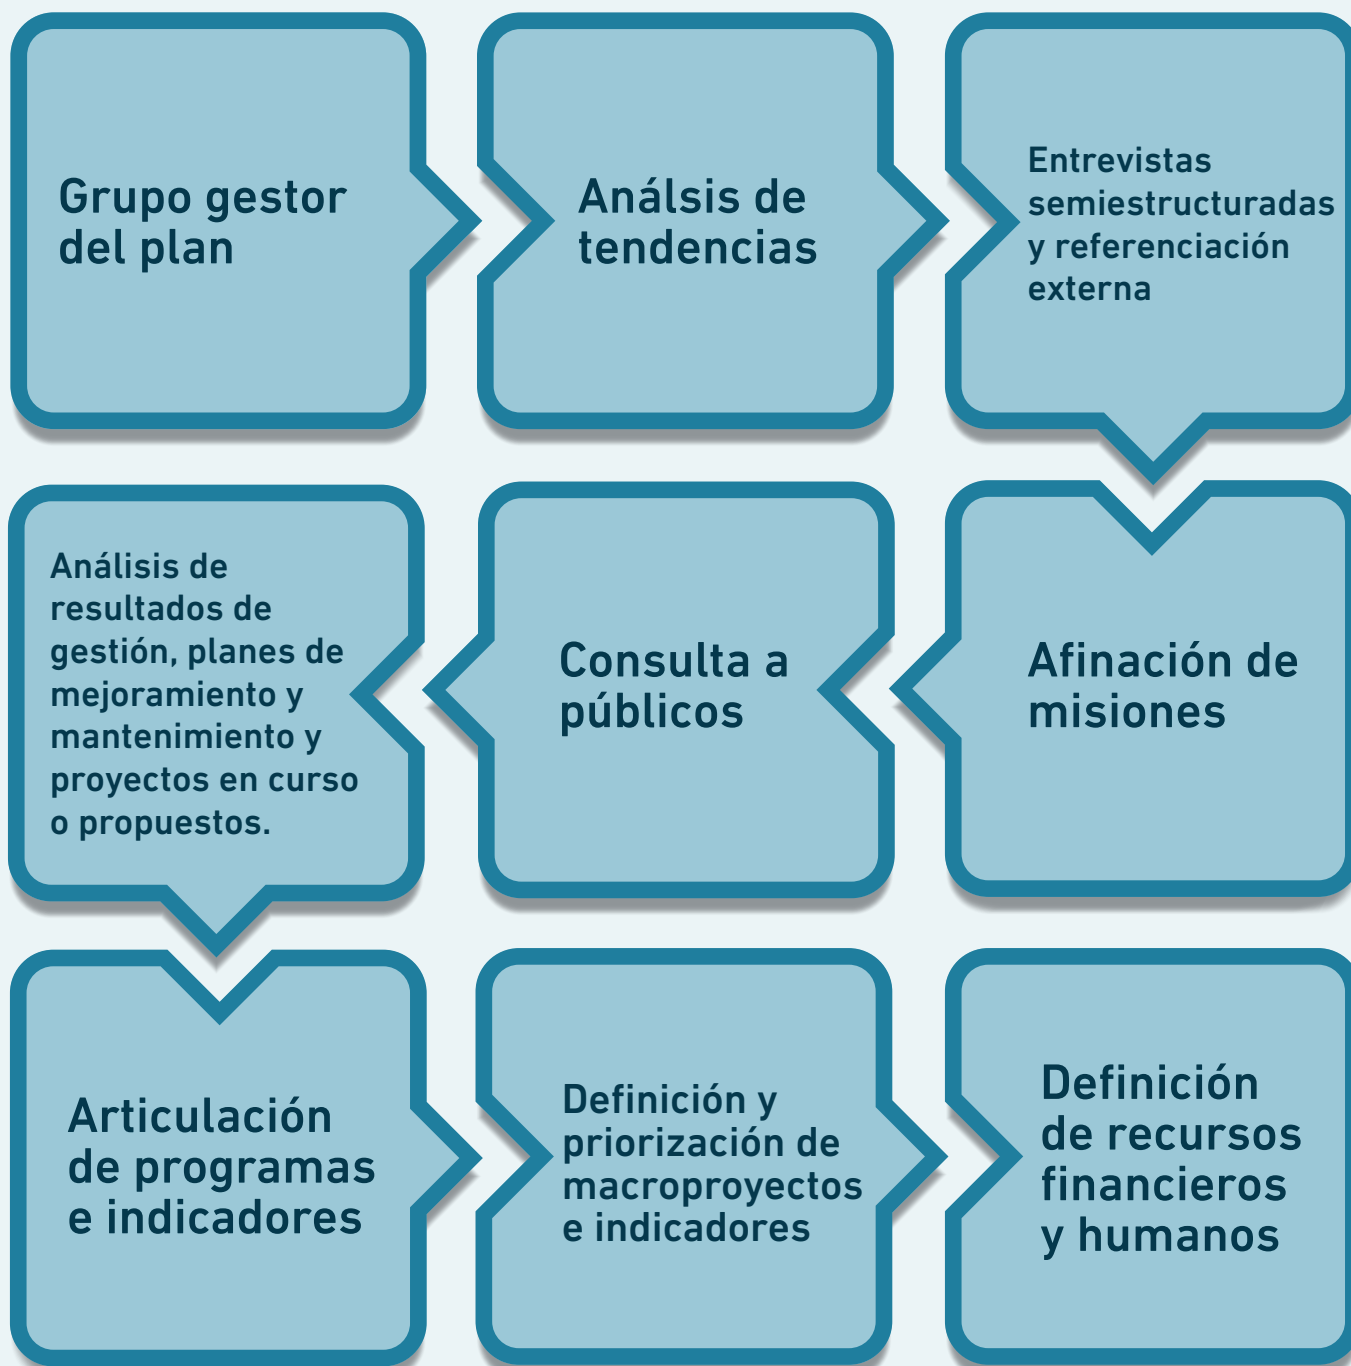 Grupo gestor
del plan
Análsis de
tendencias
Entrevistas
semiestructuradas
y referenciación
externa
Afinación de
misiones
Consulta a
públicos
Análisis de
resultados de
gestión, planes de
mejoramiento y
mantenimiento y
proyectos en curso
o propuestos.
Articulación
de programas
e indicadores
Definición y
priorización de
macroproyectos
e indicadores
Definición
de recursos
financieros
y humanos